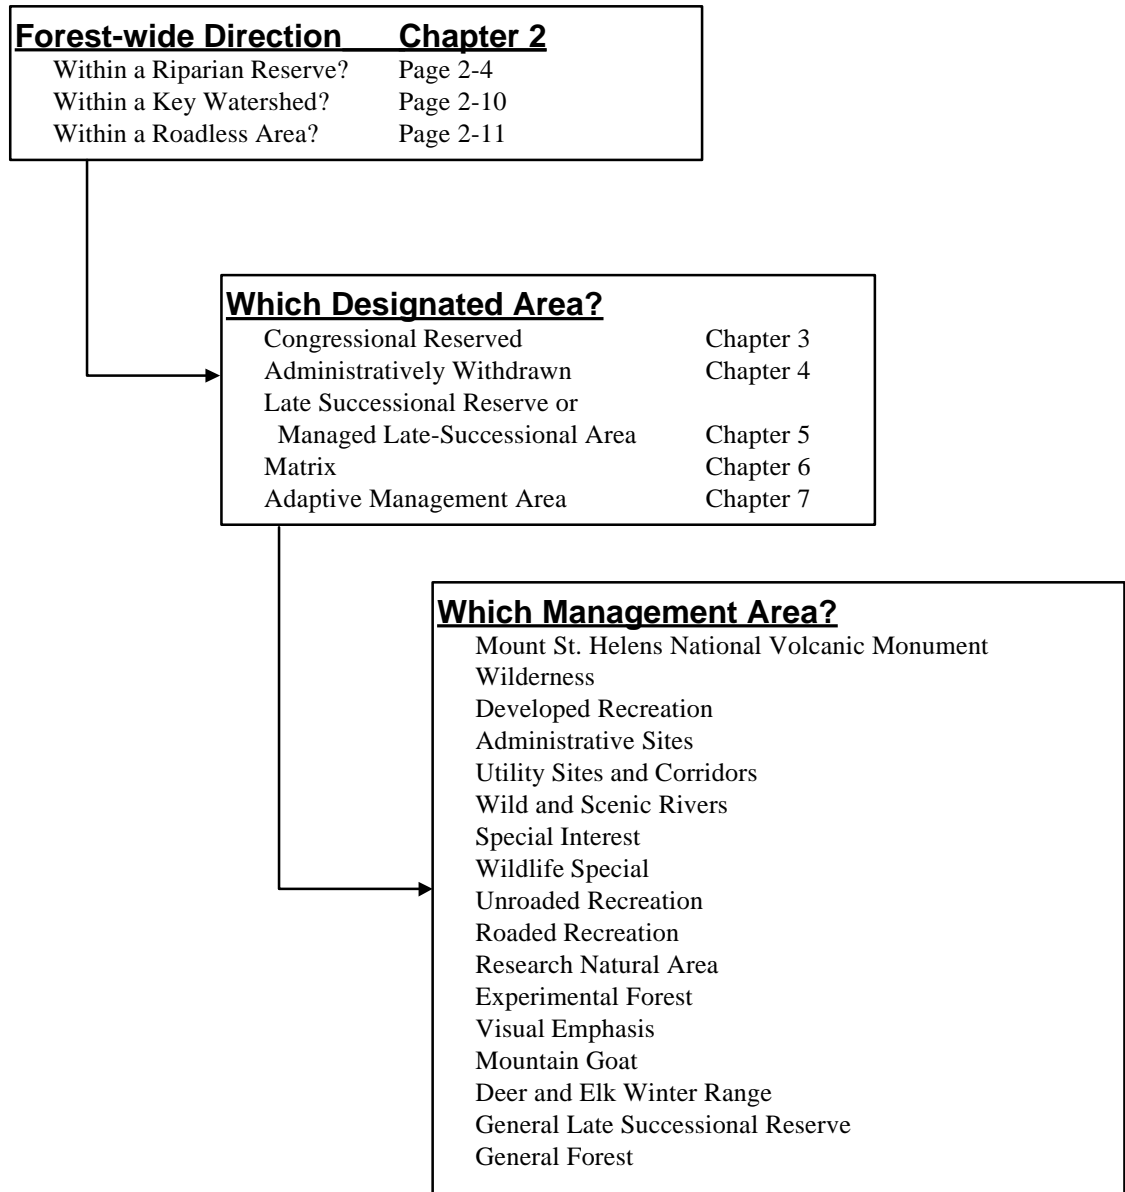 Forest-wide Direction Chapter 2
Within a Riparian Reserve? Page 2-4
Within a Key Watershed? Page 2-10
Within a Roadless Area? Page 2-11
Which Designated Area?
Congressional Reserved Chapter 3
Administratively Withdrawn Chapter 4
Late Successional Reserve or
Managed Late-Successional Area Chapter 5
Matrix Chapter 6
Adaptive Management Area Chapter 7
Which Management Area?
Mount St. Helens National Volcanic Monument
Wilderness
Developed Recreation
Administrative Sites
Utility Sites and Corridors
Wild and Scenic Rivers
Special Interest
Wildlife Special
Unroaded Recreation
Roaded Recreation
Research Natural Area
Experimental Forest
Visual Emphasis
Mountain Goat
Deer and Elk Winter Range
General Late Successional Reserve
General Forest